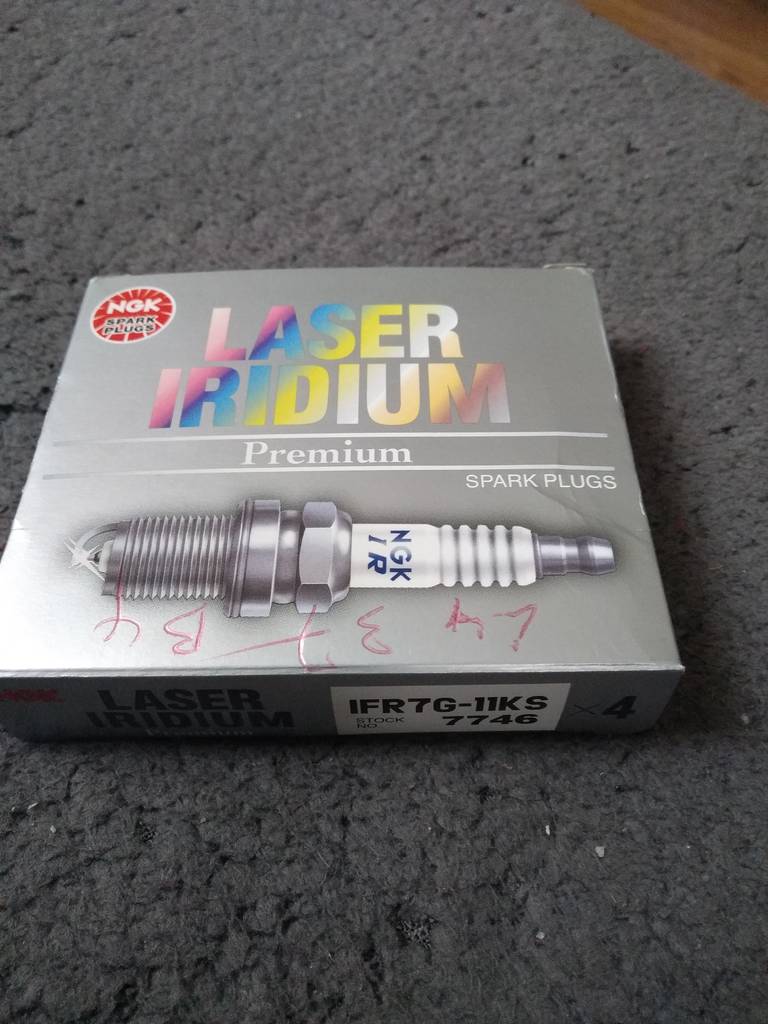 NGK
SPARK
PLUGS
LASER
IRIDIUM
Premium
SPARK PLUGS
NGK
IR
NGK
LASER
IRIDIUM
Premium
IFR7G-11KS
STOCK
NO. 7746
×4